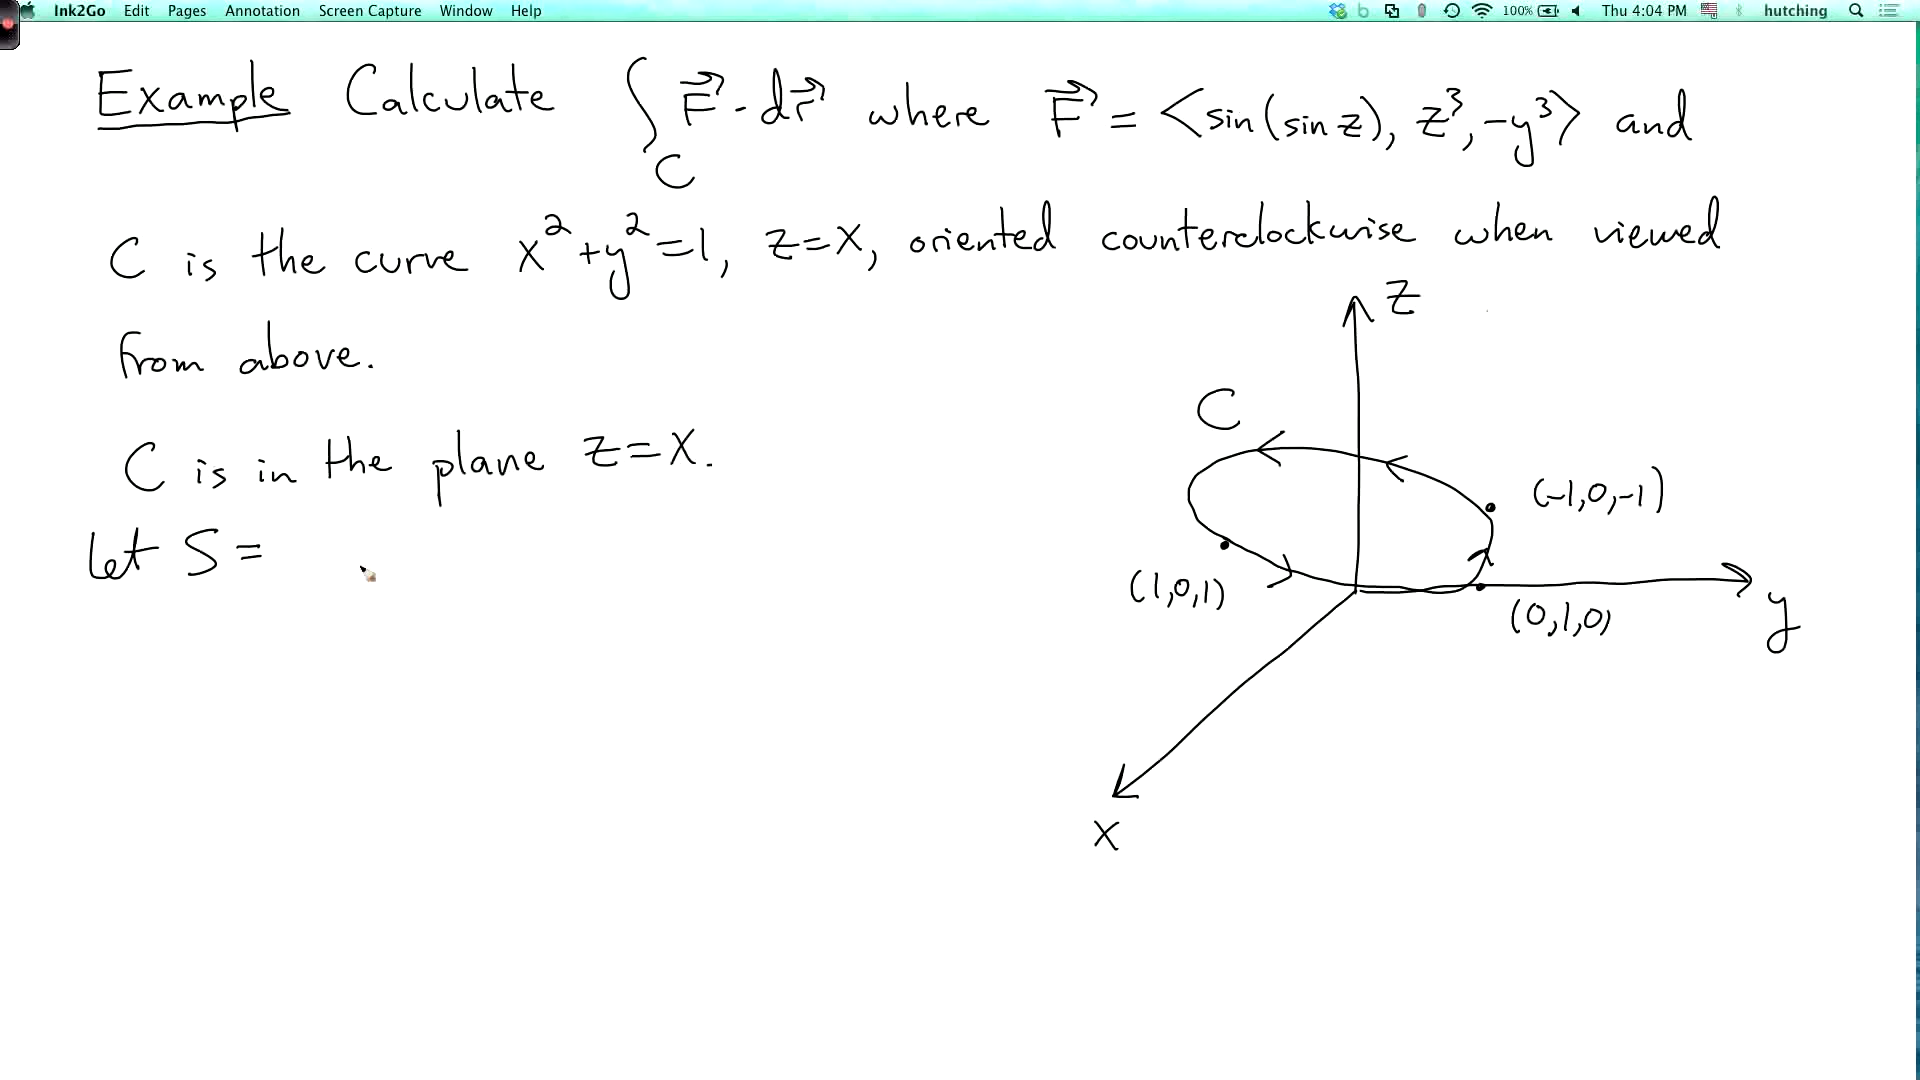 Ink2Go Edit Pages Annotation Screen Capture Window Help 100% Thu 4:04 PM hutching
Example Calculate ∫_C F⃗ · dr⃗ where F⃗ = <sin(sin z), z³, -y³> and
C is the curve x² + y² = 1, z = x, oriented counterclockwise when viewed
from above.
C is in the plane z = x.
Let S =
z
C
(-1,0,-1)
(1,0,1)
(0,1,0)
y
x